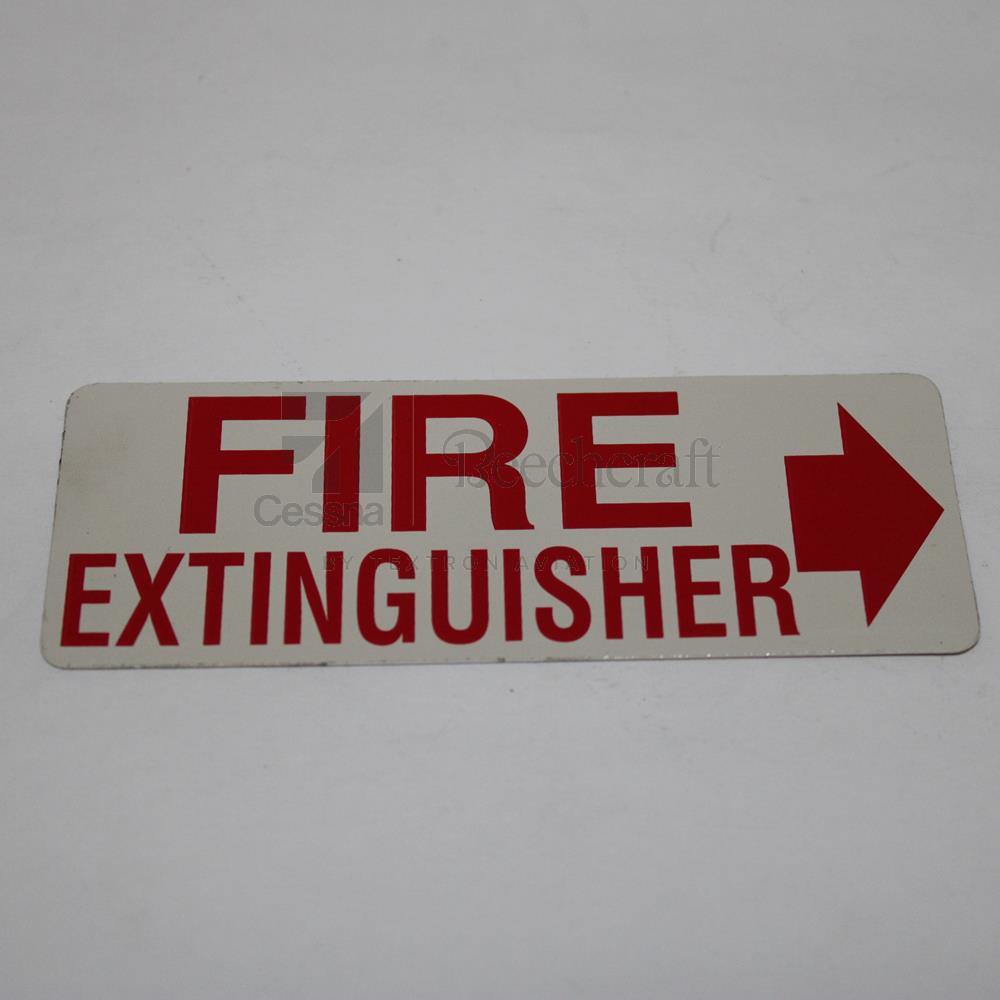 FIRE
EXTINGUISHER
Cessna Beechcraft
BY TEXTRON AVIATION